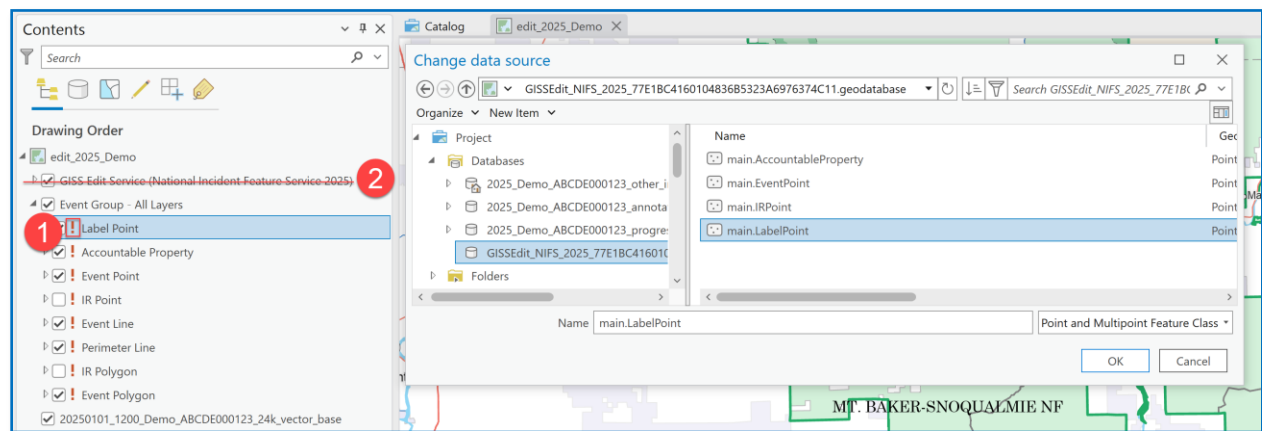 Contents
Search
Drawing Order
edit_2025_Demo
GISS Edit Service (National Incident Feature Service 2025)
2
Event Group - All Layers
1
! Label Point
! Accountable Property
! Event Point
! IR Point
! Event Line
! Perimeter Line
! IR Polygon
! Event Polygon
20250101_1200_Demo_ABCDE000123_24k_vector_base
Catalog
edit_2025_Demo
Change data source
GISSEdit_NIFS_2025_77E1BC4160104836B5323A6976374C11.geodatabase
Search GISSEdit_NIFS_2025_77E1BC
Organize New Item
Project
Databases
2025_Demo_ABCDE000123_other_i
2025_Demo_ABCDE000123_annota
2025_Demo_ABCDE000123_progre
GISSEdit_NIFS_2025_77E1BC416010
Folders
Name
main.AccountableProperty
Point
main.EventPoint
Point
main.IRPoint
Point
main.LabelPoint
Point
Name main.LabelPoint
Point and Multipoint Feature Class
OK
Cancel
MT. BAKER-SNOQUALMIE NF